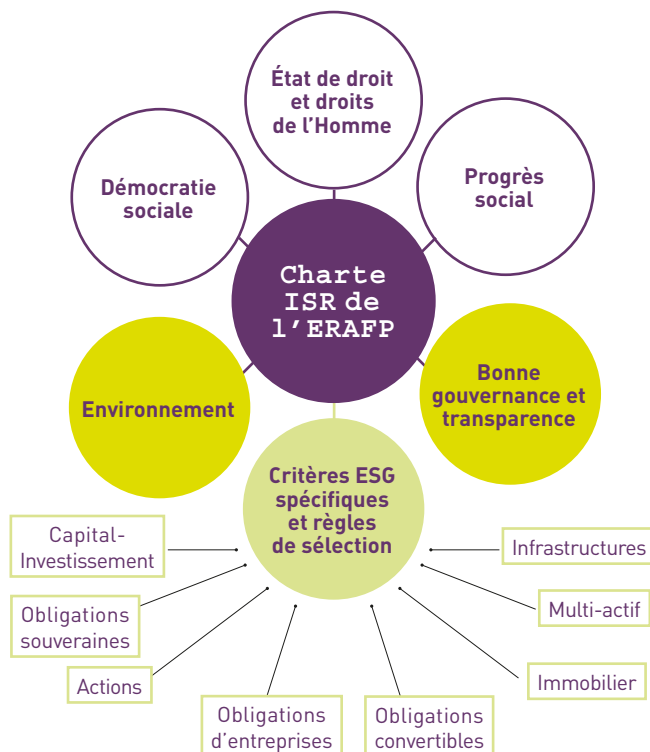 État de droit
et droits
de l'Homme
Démocratie
sociale
Progrès
social
Charte
ISR de
l'ERAFP
Environnement
Bonne
gouvernance et
transparence
Critères ESG
spécifiques
et règles
de sélection
Capital-
Investissement
Obligations
souveraines
Actions
Obligations
d'entreprises
Obligations
convertibles
Immobilier
Multi-actif
Infrastructures